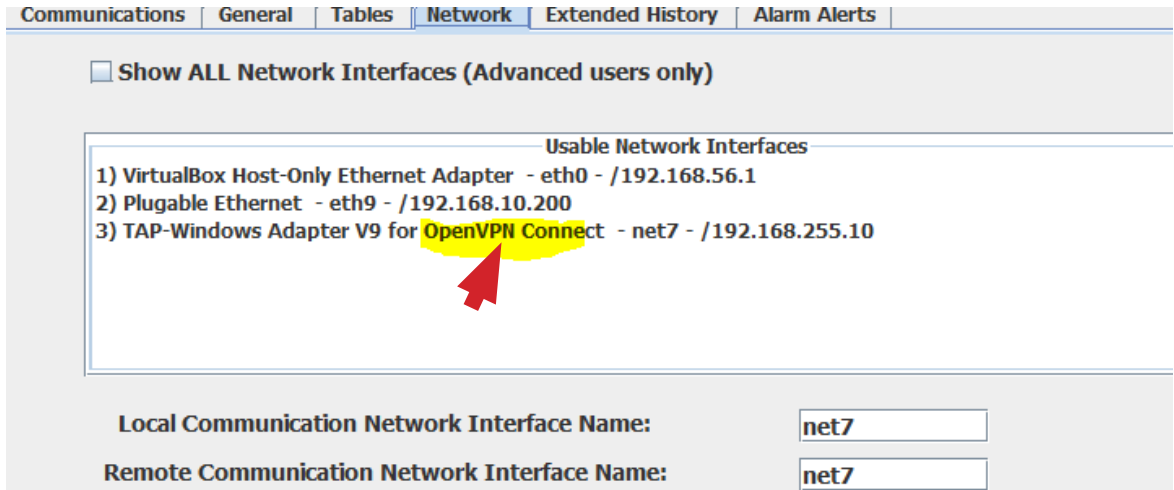 Communications General Tables Network Extended History Alarm Alerts
Show ALL Network Interfaces (Advanced users only)
Usable Network Interfaces
1) VirtualBox Host-Only Ethernet Adapter - eth0 - /192.168.56.1
2) Plugable Ethernet - eth9 - /192.168.10.200
3) TAP-Windows Adapter V9 for OpenVPN Connect - net7 - /192.168.255.10
Local Communication Network Interface Name: net7
Remote Communication Network Interface Name: net7